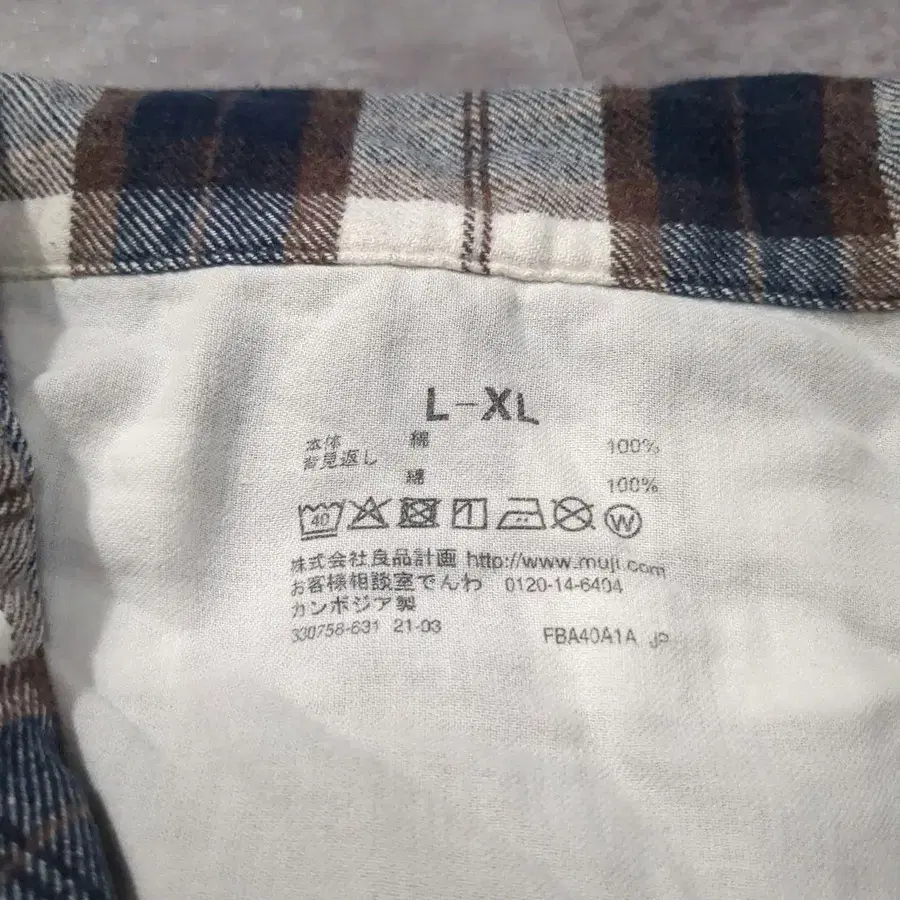 L-XL
本体 綿 100%
背見返し
綿 100%
40
W
株式会社良品計画 http://www.muji.com
お客様相談室でんわ 0120-14-6404
カンボジア製
330758-631 21-03 FBA40A1A JP